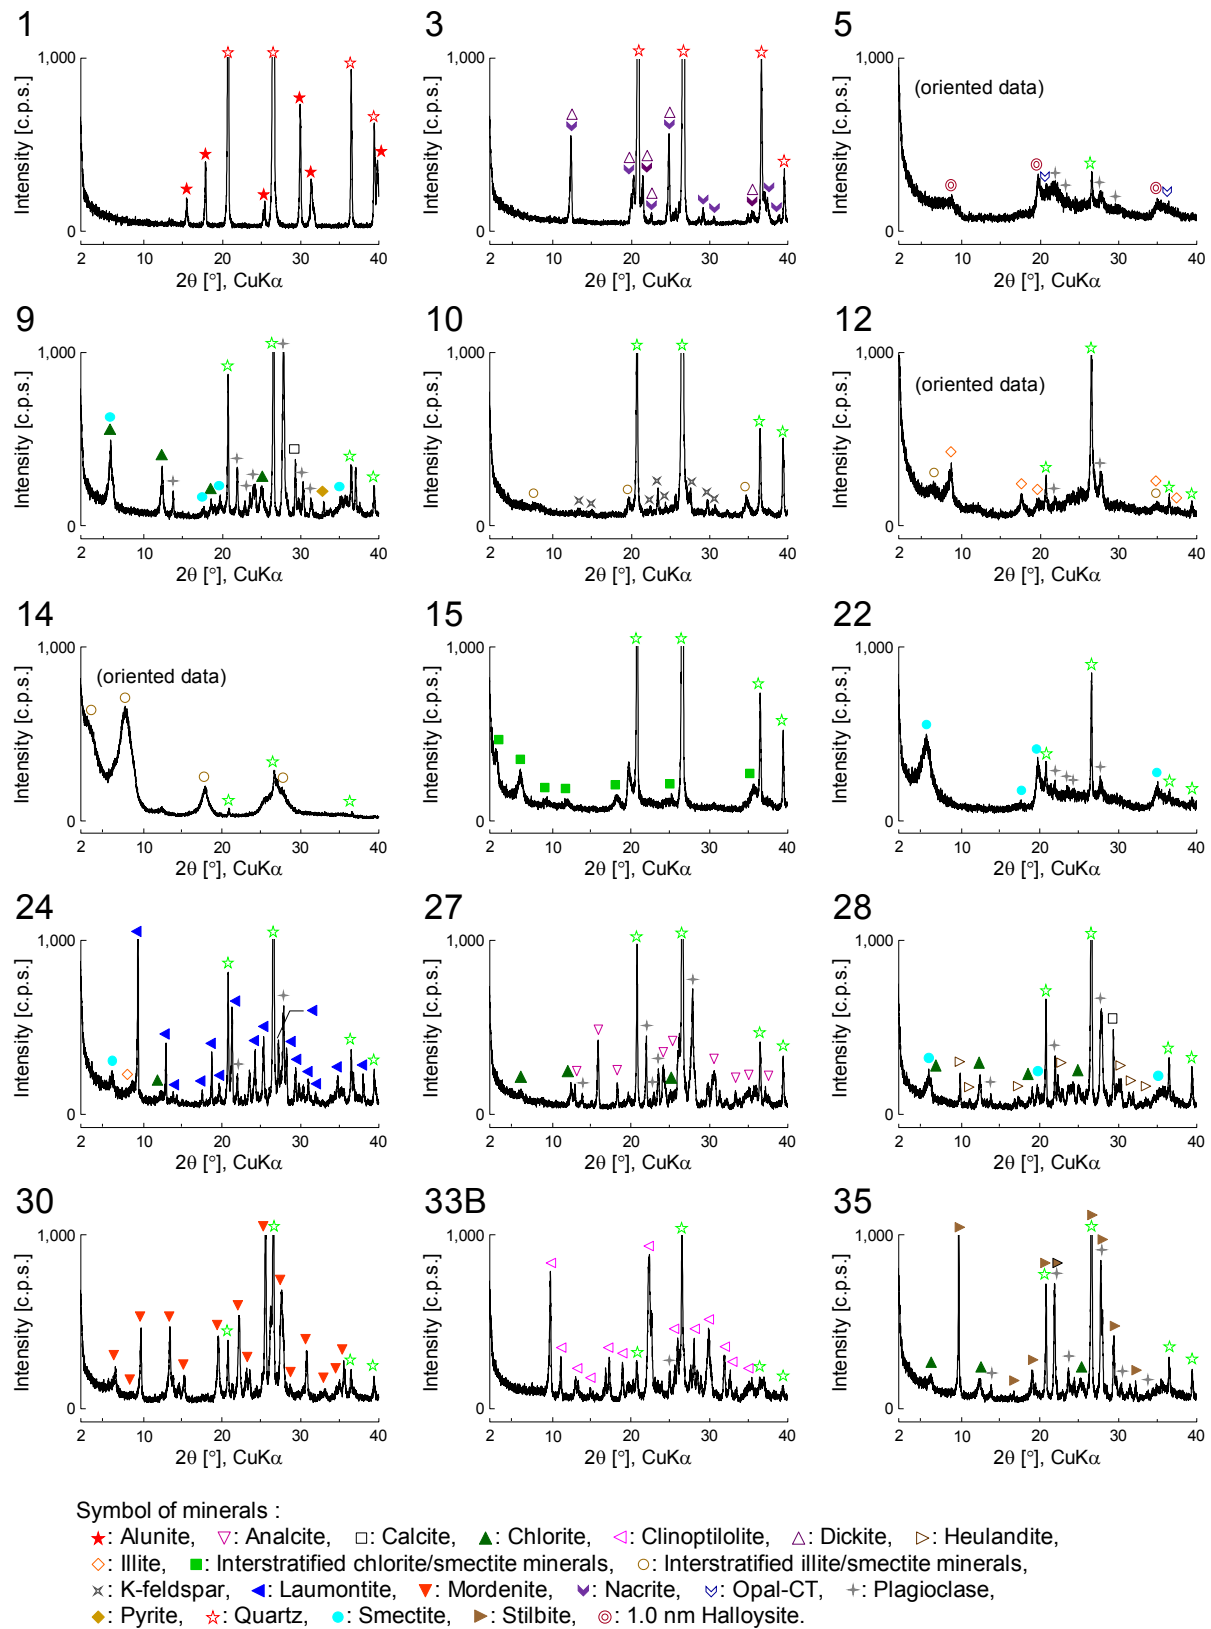 1 3 5
1,000 1,000 1,000
(oriented data)
Intensity [c.p.s.] Intensity [c.p.s.] Intensity [c.p.s.]
0 0 0
2 10 20 30 40 2 10 20 30 40 2 10 20 30 40
2θ [°], CuKα 2θ [°], CuKα 2θ [°], CuKα
9 10 12
1,000 1,000 1,000
(oriented data)
Intensity [c.p.s.] Intensity [c.p.s.] Intensity [c.p.s.]
0 0 0
2 10 20 30 40 2 10 20 30 40 2 10 20 30 40
2θ [°], CuKα 2θ [°], CuKα 2θ [°], CuKα
14 15 22
1,000 1,000 1,000
(oriented data)
Intensity [c.p.s.] Intensity [c.p.s.] Intensity [c.p.s.]
0 0 0
2 10 20 30 40 2 10 20 30 40 2 10 20 30 40
2θ [°], CuKα 2θ [°], CuKα 2θ [°], CuKα
24 27 28
1,000 1,000 1,000
Intensity [c.p.s.] Intensity [c.p.s.] Intensity [c.p.s.]
0 0 0
2 10 20 30 40 2 10 20 30 40 2 10 20 30 40
2θ [°], CuKα 2θ [°], CuKα 2θ [°], CuKα
30 33B 35
1,000 1,000 1,000
Intensity [c.p.s.] Intensity [c.p.s.] Intensity [c.p.s.]
0 0 0
2 10 20 30 40 2 10 20 30 40 2 10 20 30 40
2θ [°], CuKα 2θ [°], CuKα 2θ [°], CuKα
Symbol of minerals :
: Alunite, : Analcite, : Calcite, : Chlorite, : Clinoptilolite, : Dickite, : Heulandite,
: Illite, : Interstratified chlorite/smectite minerals, : Interstratified illite/smectite minerals,
: K-feldspar, : Laumontite, : Mordenite, : Nacrite, : Opal-CT, : Plagioclase,
: Pyrite, : Quartz, : Smectite, : Stilbite, : 1.0 nm Halloysite.